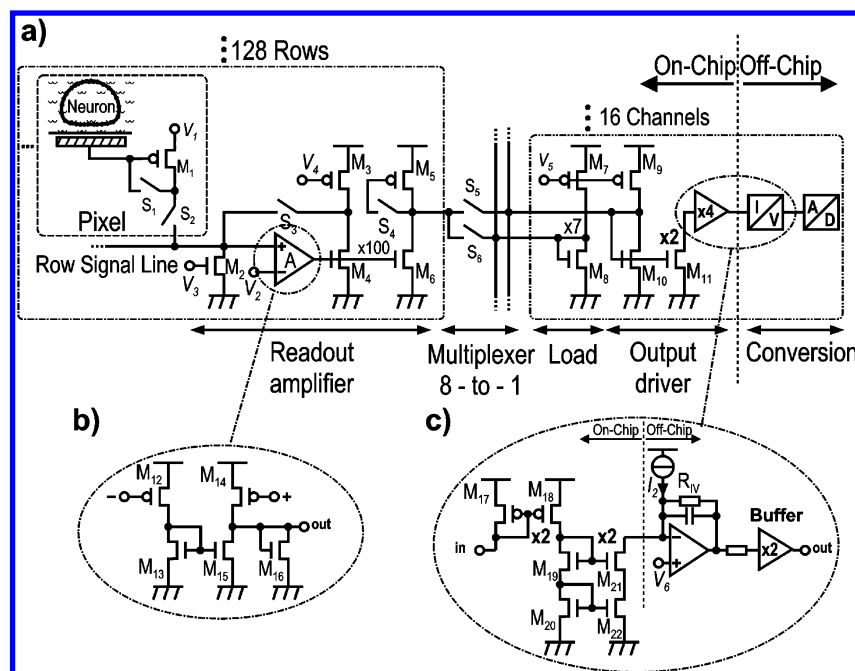 a)
128 Rows
On-Chip Off-Chip
Neuron
V1
M1
S1
S2
Pixel
16 Channels
V4
M3
M5
S3
S4
S5
S6
V5
M7
M9
x7
x2
x4
I
V
A
D
Row Signal Line
V3
M2
V2
A
x100
M4
M6
M8
M10
M11
Readout
amplifier
Multiplexer
8 - to - 1
Load
Output
driver
Conversion
b)
M12
M14
–
+
out
M13
M15
M16
c)
On-Chip Off-Chip
M17
M18
I2
RIV
Buffer
in
x2
x2
–
+
V6
x2
out
M19
M21
M20
M22